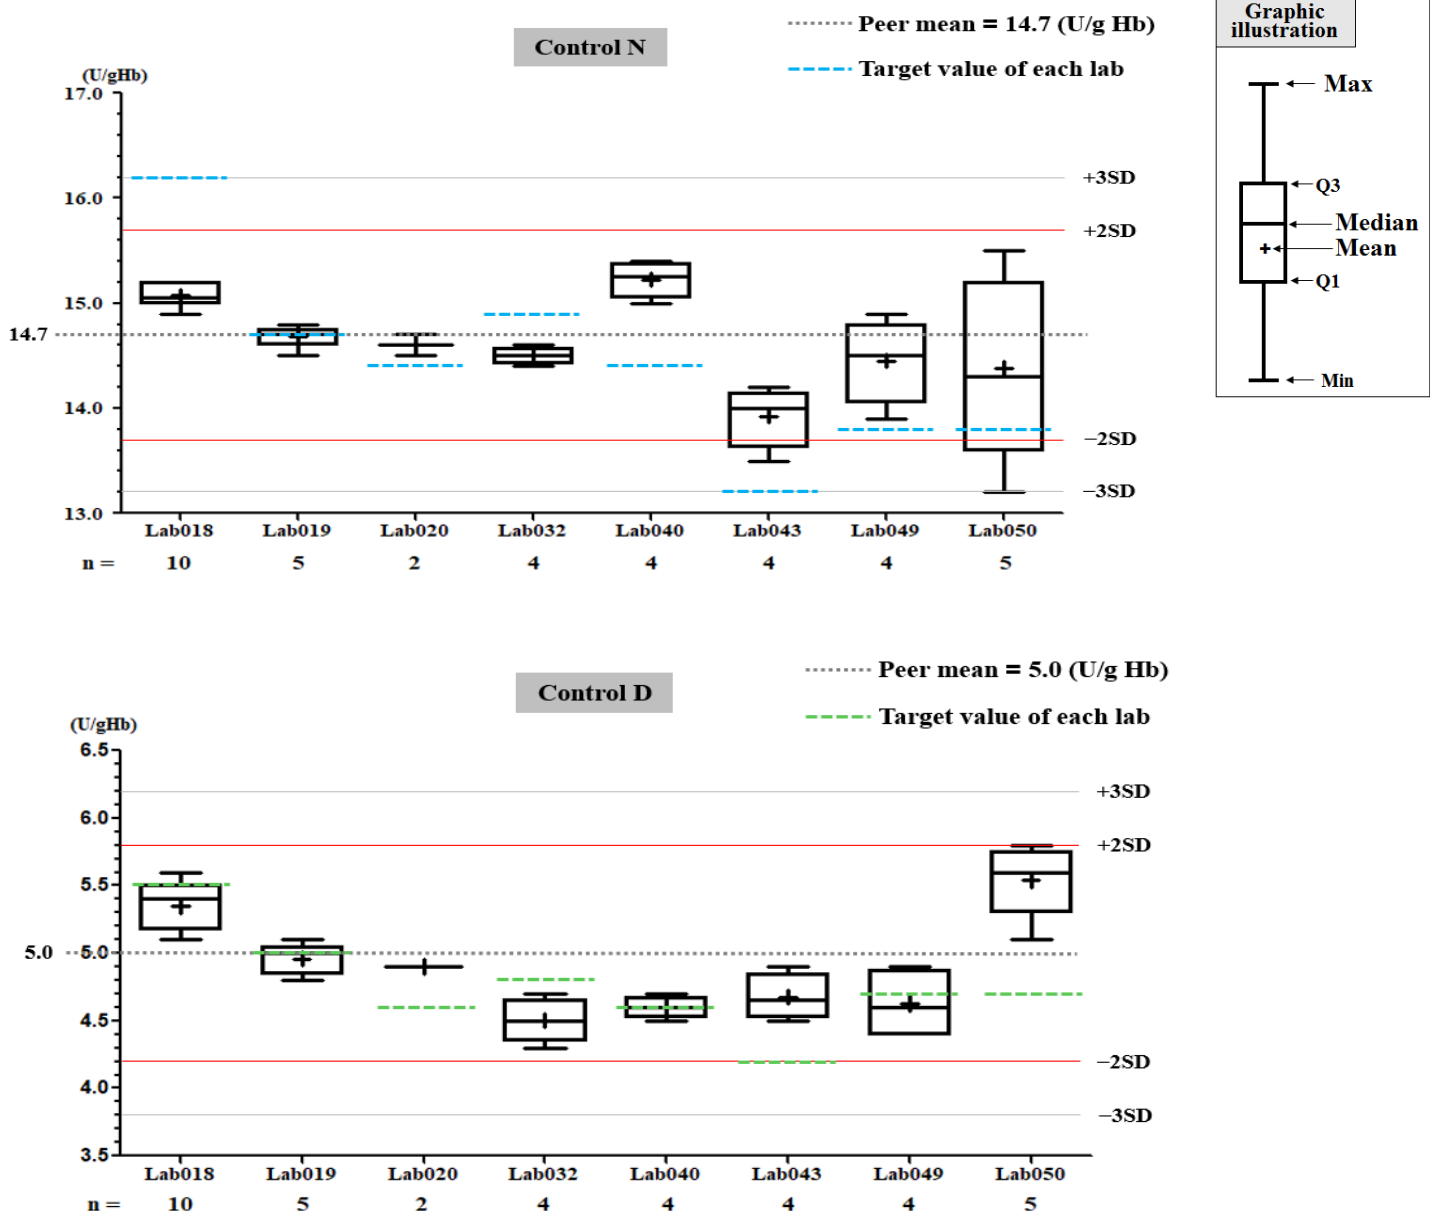 Control N
Peer mean = 14.7 (U/g Hb)
Target value of each lab
(U/gHb)
17.0
16.0
15.0
14.7
14.0
13.0
+3SD
+2SD
−2SD
−3SD
Lab018 Lab019 Lab020 Lab032 Lab040 Lab043 Lab049 Lab050
n = 10 5 2 4 4 4 4 5
Graphic
illustration
Max
Q3
Median
Mean
Q1
Min
Control D
Peer mean = 5.0 (U/g Hb)
Target value of each lab
(U/gHb)
6.5
6.0
5.5
5.0 5.0
4.5
4.0
3.5
+3SD
+2SD
−2SD
−3SD
Lab018 Lab019 Lab020 Lab032 Lab040 Lab043 Lab049 Lab050
n = 10 5 2 4 4 4 4 5